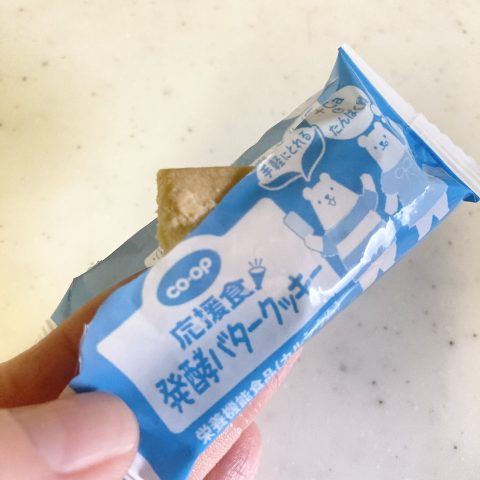 手軽にとれる
たんぱく質
CO·OP
応援食
発酵バタークッキー
栄養機能食品